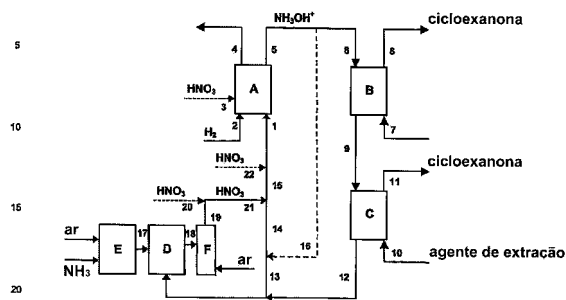 NH₃OH⁺
cicloexanona
5
4
5
8
6
HNO₃
A
B
3
H₂
2
1
7
10
9
cicloexanona
HNO₃
22
11
HNO₃
HNO₃
15
15
20
21
C
19
14
ar
17
18
16
E
D
F
10
agente de extração
NH₃
ar
13
12
20